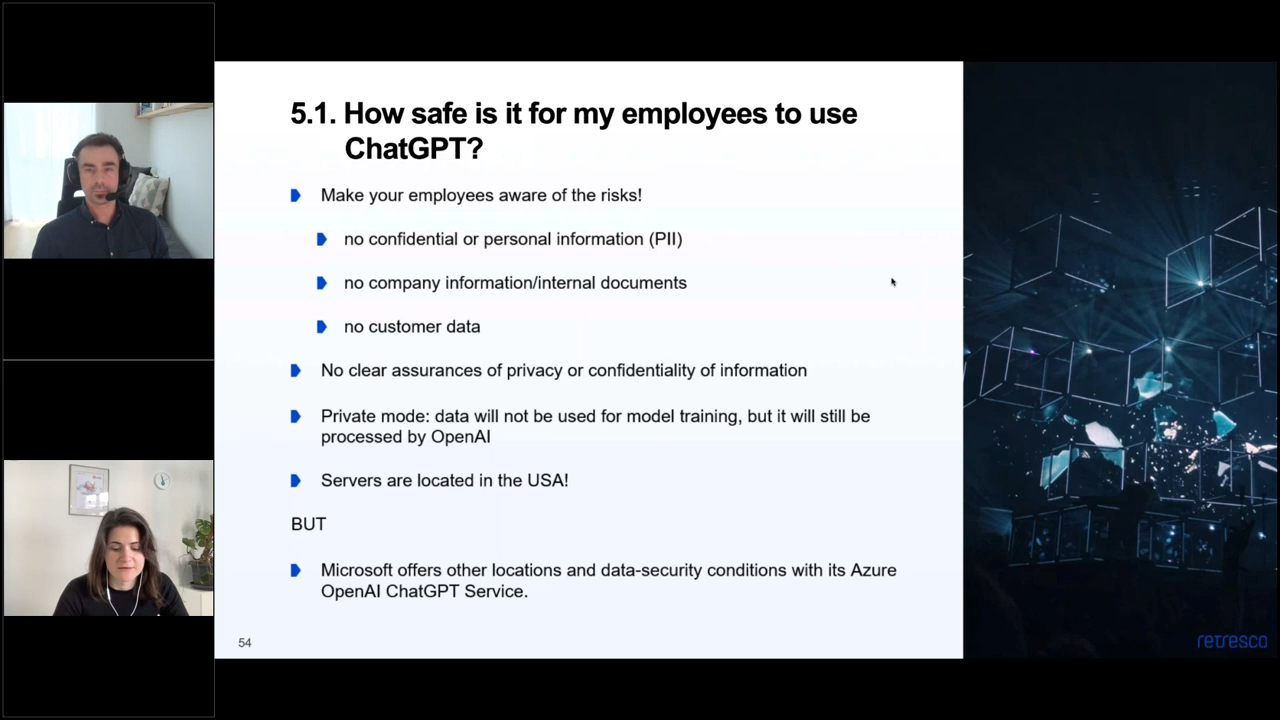 5.1. How safe is it for my employees to use
ChatGPT?
Make your employees aware of the risks!
no confidential or personal information (PII)
no company information/internal documents
no customer data
No clear assurances of privacy or confidentiality of information
Private mode: data will not be used for model training, but it will still be
processed by OpenAI
Servers are located in the USA!
BUT
Microsoft offers other locations and data-security conditions with its Azure
OpenAI ChatGPT Service.
54
retresco